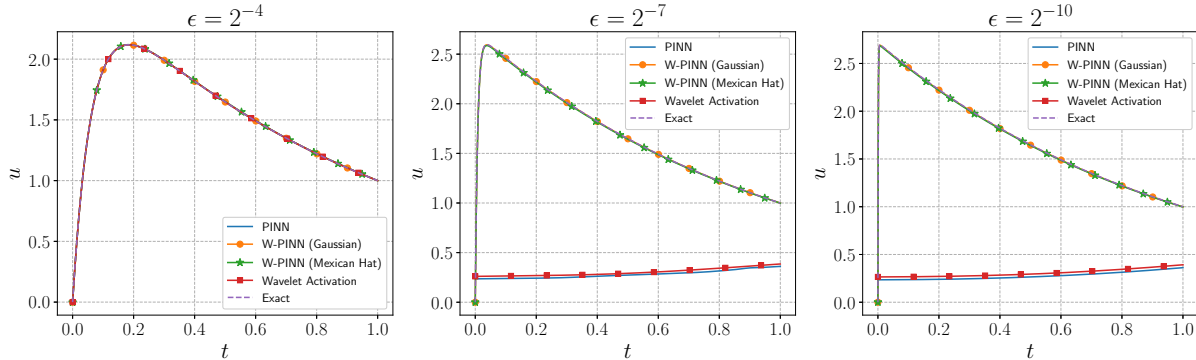 ϵ = 2⁻⁴
2.0
1.5
u
1.0
0.5
0.0
PINN
W-PINN (Gaussian)
W-PINN (Mexican Hat)
Wavelet Activation
Exact
0.0 0.2 0.4 0.6 0.8 1.0
t
ϵ = 2⁻⁷
PINN
W-PINN (Gaussian)
W-PINN (Mexican Hat)
Wavelet Activation
Exact
2.5
2.0
1.5
u
1.0
0.5
0.0
0.0 0.2 0.4 0.6 0.8 1.0
t
ϵ = 2⁻¹⁰
PINN
W-PINN (Gaussian)
W-PINN (Mexican Hat)
Wavelet Activation
Exact
2.5
2.0
1.5
u
1.0
0.5
0.0
0.0 0.2 0.4 0.6 0.8 1.0
t